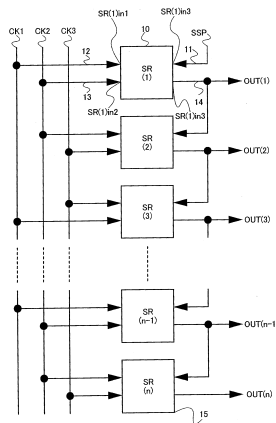 CK1 CK2 CK3 SR(1)in1 10 SR(1)in3 SSP
12 11
SR
(1)
OUT(1)
13 SR(1)in2 14 SR(1)in3
SR
(2)
OUT(2)
SR
(3)
OUT(3)
SR
(n-1)
OUT(n-1
SR
(n)
OUT(n)
15